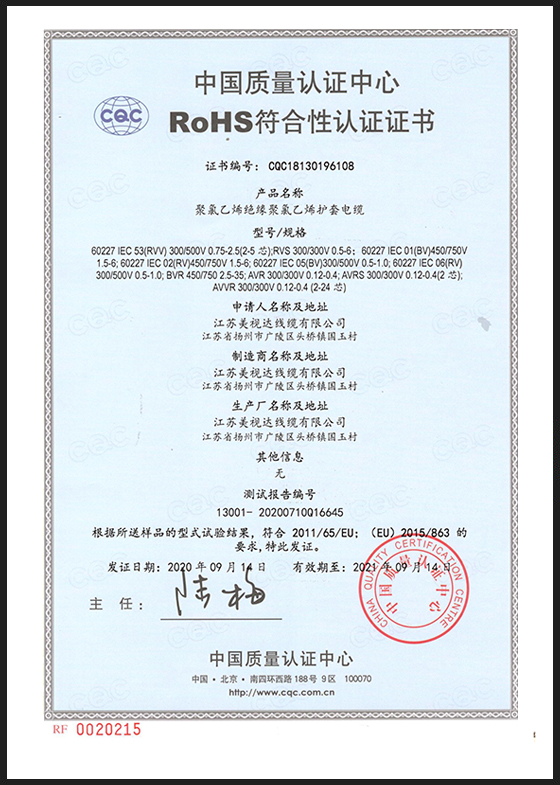 中国质量认证中心
CQC
RoHS符合性认证证书
证书编号: CQC18130196108
产品名称
聚氯乙烯绝缘聚氯乙烯护套电缆
型号/规格
60227 IEC 53(RVV) 300/500V 0.75-2.5(2-5 芯);RVS 300/300V 0.5-6; 60227 IEC 01(BV)450/750V
1.5-6; 60227 IEC 02(RV)450/750V 1.5-6; 60227 IEC 05(BV)300/500V 0.5-1.0; 60227 IEC 06(RV)
300/500V 0.5-1.0; BVR 450/750 2.5-35; AVR 300/300V 0.12-0.4; AVRS 300/300V 0.12-0.4(2 芯);
AVVR 300/300V 0.12-0.4 (2-24 芯)
申请人名称及地址
江苏美视达线缆有限公司
江苏省扬州市广陵区头桥镇国玉村
制造商名称及地址
江苏美视达线缆有限公司
江苏省扬州市广陵区头桥镇国玉村
生产厂名称及地址
江苏美视达线缆有限公司
江苏省扬州市广陵区头桥镇国玉村
其他信息
无
测试报告编号
13001- 20200710Q16645
根据所送样品的型式试验结果，符合 2011/65/EU; (EU) 2015/863 的
要求,特此发证。
发证日期: 2020 年 09 月 14 日 有效期至: 2021 年 09 月 14 日
主 任: 陆梅
CHINA QUALITY CERTIFICATION CENTRE
中国质量认证中心
中国质量认证中心
中国·北京·南四环西路188号 9区 100070
http://www.cqc.com.cn
RF 0020215